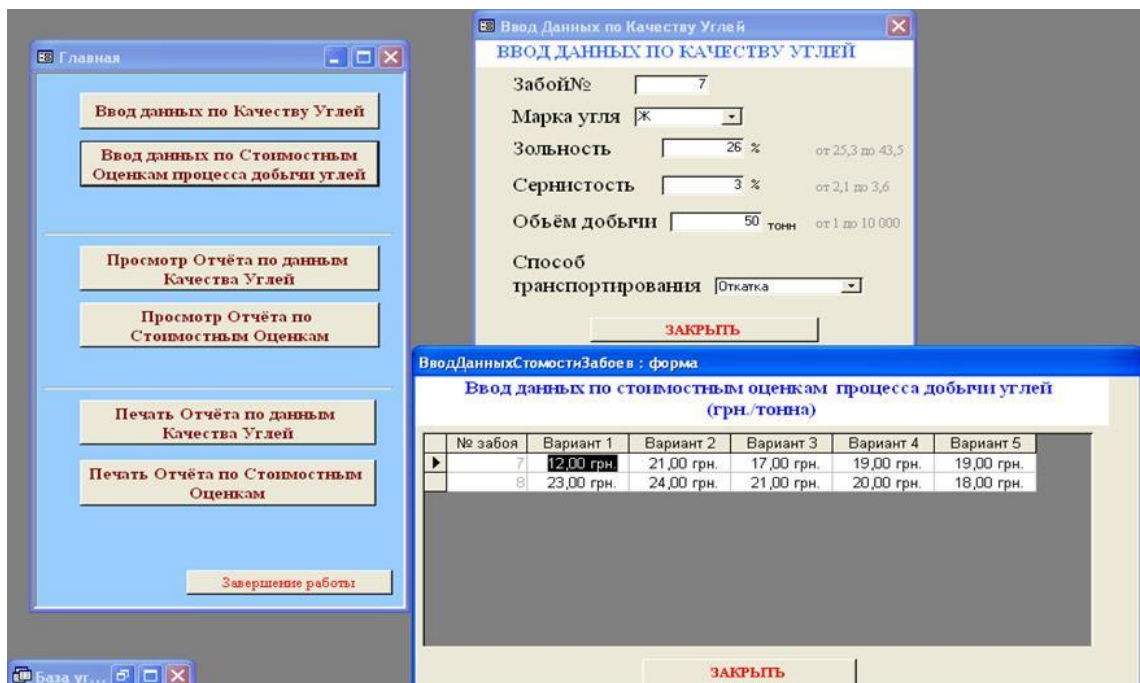 Главная
Ввод данных по Качеству Углей
Ввод данных по Стоимостным
Оценкам процесса добычи углей
Просмотр Отчёта по данным
Качества Углей
Просмотр Отчёта по
Стоимостным Оценкам
Печать Отчёта по данным
Качества Углей
Печать Отчёта по Стоимостным
Оценкам
Завершение работы
База уг...
Ввод Данных по Качеству Углей
ВВОД ДАННЫХ ПО КАЧЕСТВУ УГЛЕЙ
Забой№ 7
Марка угля Ж
Зольность 26 % от 25,3 до 43,5
Сернистость 3 % от 2,1 по 3,6
Объём добычи 50 тонн от 1 до 10 000
Способ
транспортирования Откатка
ЗАКРЫТЬ
ВводДанныхСтомостиЗабоев : форма
Ввод данных по стоимостным оценкам процесса добычи углей
(грн./тонна)
№ забоя Вариант 1 Вариант 2 Вариант 3 Вариант 4 Вариант 5
7 12,00 грн. 21,00 грн. 17,00 грн. 19,00 грн. 19,00 грн.
8 23,00 грн. 24,00 грн. 21,00 грн. 20,00 грн. 18,00 грн.
ЗАКРЫТЬ